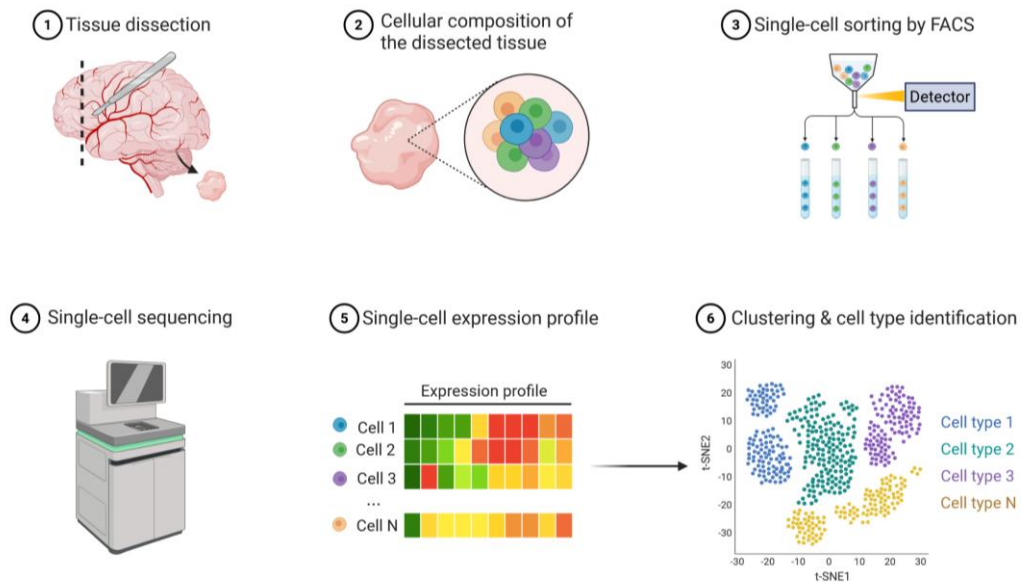 1 Tissue dissection
2 Cellular composition of
the dissected tissue
3 Single-cell sorting by FACS
Detector
4 Single-cell sequencing
5 Single-cell expression profile
Expression profile
Cell 1
Cell 2
Cell 3
...
Cell N
6 Clustering & cell type identification
30
20
10
0
-10
-20
-30
t-SNE2
-30 -20 -10 0 10 20 30
t-SNE1
Cell type 1
Cell type 2
Cell type 3
Cell type N